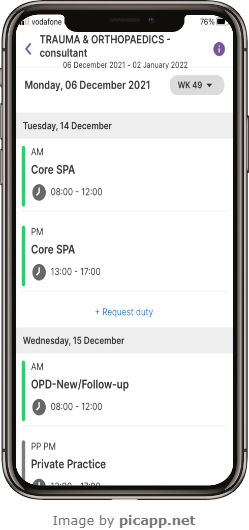 vodafone 76%
TRAUMA & ORTHOPAEDICS -
consultant
06 December 2021 - 02 January 2022
Monday, 06 December 2021 WK 49
Tuesday, 14 December
AM
Core SPA
08:00 - 12:00
PM
Core SPA
13:00 - 17:00
+ Request duty
Wednesday, 15 December
AM
OPD-New/Follow-up
08:00 - 12:00
PP PM
Private Practice
Image by picapp.net